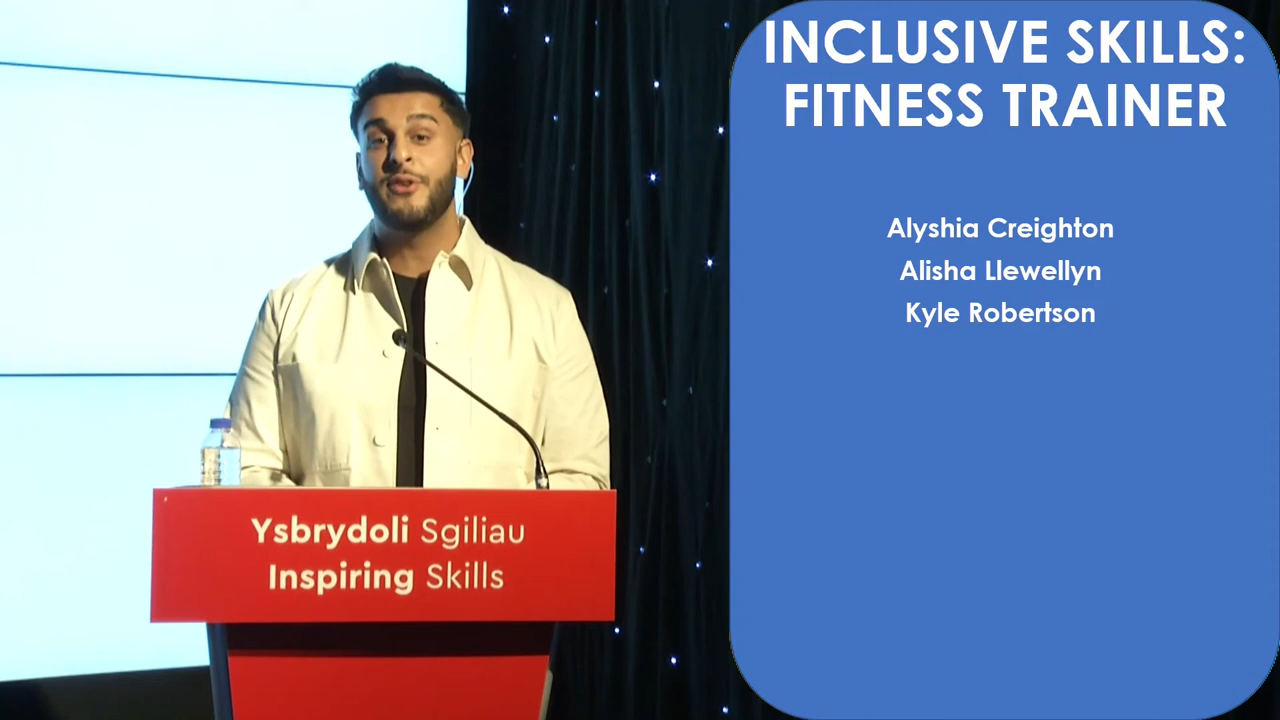 INCLUSIVE SKILLS:
FITNESS TRAINER
Alyshia Creighton
Alisha Llewellyn
Kyle Robertson
Ysbrydoli Sgiliau
Inspiring Skills